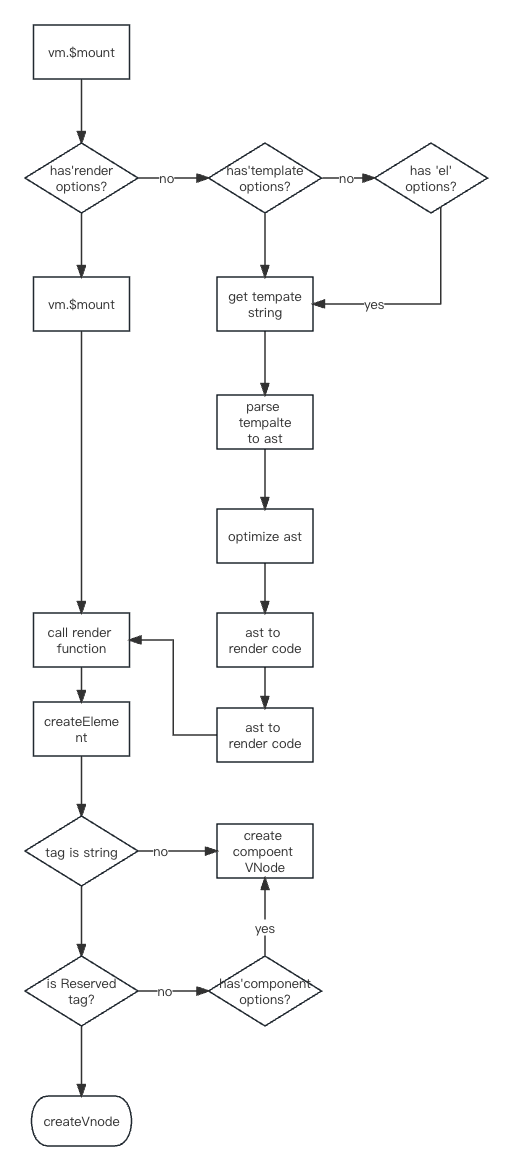 vm.$mount
has'render
options?
no
has'template
options?
no
has 'el'
options?
vm.$mount
get tempate
string
yes
parse
tempalte
to ast
optimize ast
call render
function
ast to
render code
createEleme
nt
ast to
render code
tag is string
no
create
compoent
VNode
yes
is Reserved
tag?
no
has'component
options?
createVnode